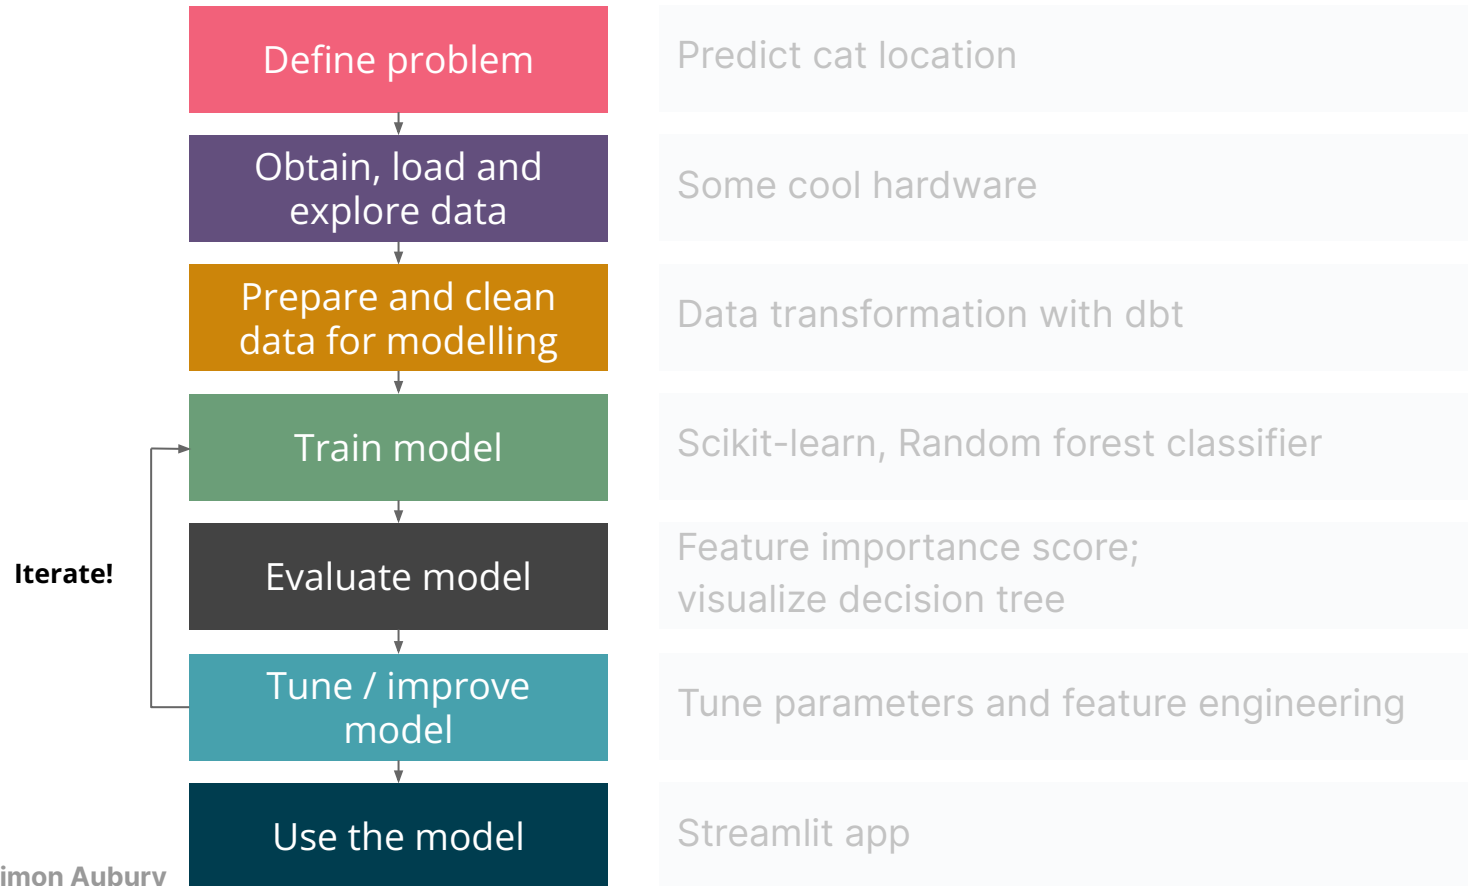 Define problem
Predict cat location
Obtain, load and
explore data
Some cool hardware
Prepare and clean
data for modelling
Data transformation with dbt
Train model
Scikit-learn, Random forest classifier
Iterate!
Evaluate model
Feature importance score;
visualize decision tree
Tune / improve
model
Tune parameters and feature engineering
Use the model
Streamlit app
imon Aubury